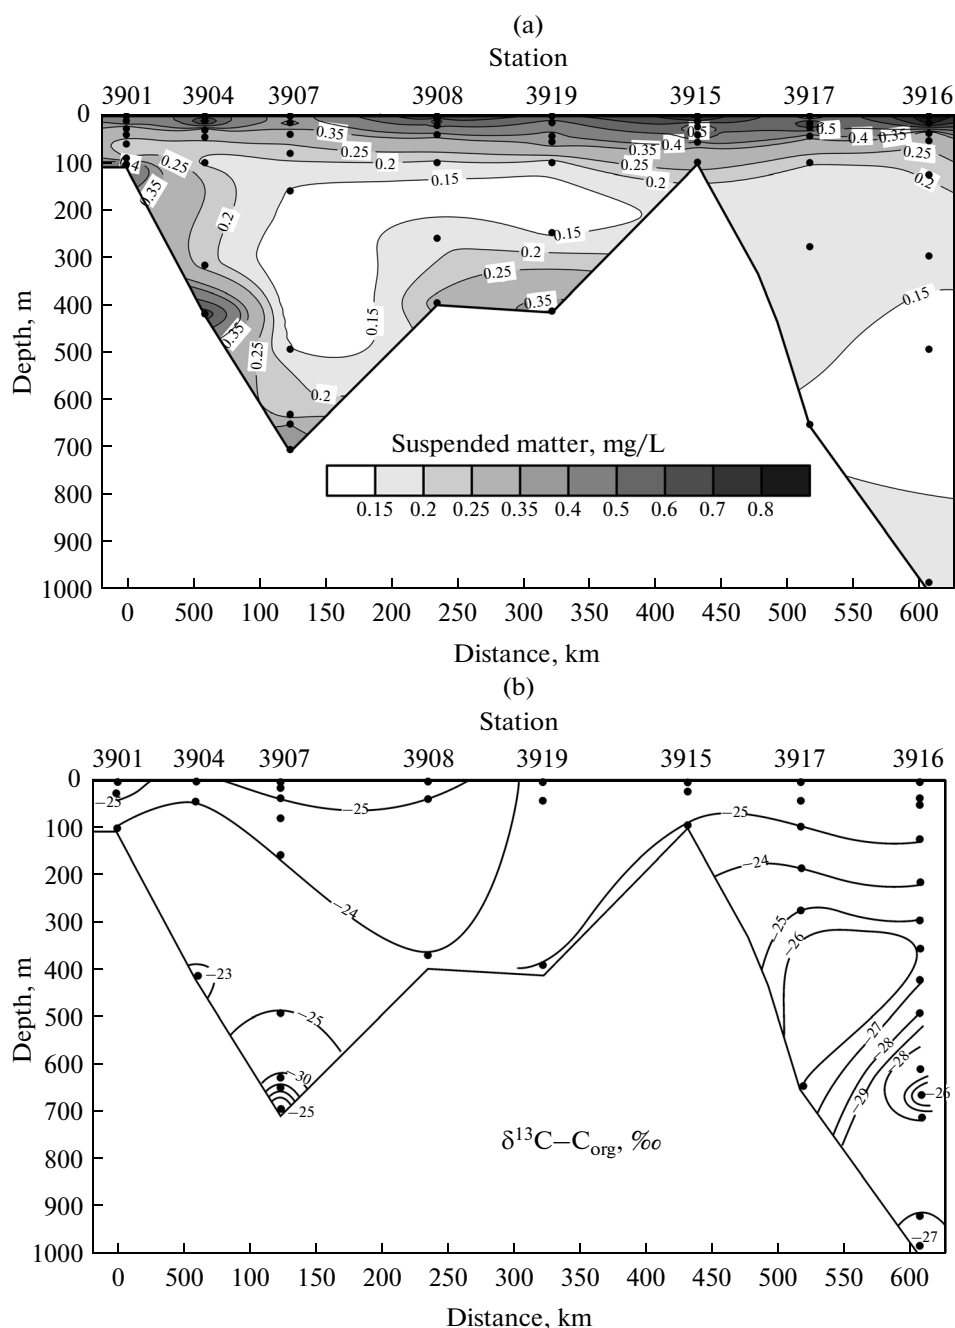 (a)
Station
3901 3904 3907 3908 3919 3915 3917 3916
0
100
200
300
400
500
600
700
800
900
1000
Depth, m
0.35 0.5 0.5 0.4 0.35
0.25 0.4 0.35 0.25
4 0.25 0.2 0.25 0.2
0.35 0.15 0.2
0.2 0.15
0.2
0.25
0.35 0.15
0.35 0.15
0.25
0.2
Suspended matter, mg/L
0.15 0.2 0.25 0.35 0.4 0.5 0.6 0.7 0.8
0 100 150 200 250 300 350 400 450 500 550 600
Distance, km
(b)
Station
3901 3904 3907 3908 3919 3915 3917 3916
0
100
200
300
400
500
600
700
800
900
1000
Depth, m
−25 −25 −25
−24
−24 −25
−26
−23
−25 −27
−28
−28
−30 −26
−29
−25
δ13C–Corg, ‰
−27
0 500 100 150 200 250 300 350 400 450 500 550 600
Distance, km